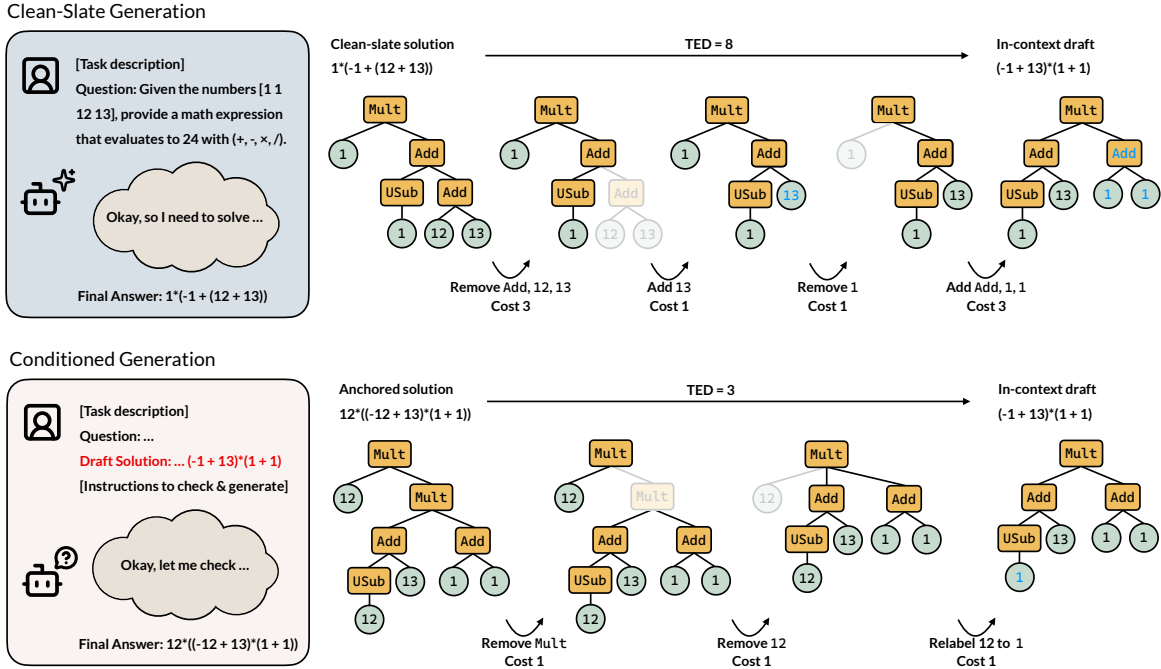 Clean-Slate Generation
[Task description]
Question: Given the numbers [1 1
12 13], provide a math expression
that evaluates to 24 with (+, -, ×, /).
Okay, so I need to solve ...
Final Answer: 1*(-1 + (12 + 13))
Clean-slate solution
1*(-1 + (12 + 13))
TED = 8
In-context draft
(-1 + 13)*(1 + 1)
Mult
1
Add
USub
Add
1
12
13
Mult
1
Add
USub
Add
1
12
13
Mult
1
Add
USub
13
1
Mult
1
Add
USub
13
1
Mult
Add
Add
USub
13
1
1
1
Remove Add, 12, 13
Cost 3
Add 13
Cost 1
Remove 1
Cost 1
Add Add, 1, 1
Cost 3
Conditioned Generation
[Task description]
Question: ...
Draft Solution: ... (-1 + 13)*(1 + 1)
[Instructions to check & generate]
Okay, let me check ...
Final Answer: 12*((-12 + 13)*(1 + 1))
Anchored solution
12*((-12 + 13)*(1 + 1))
TED = 3
In-context draft
(-1 + 13)*(1 + 1)
Mult
12
Mult
Add
Add
USub
13
1
1
12
Mult
12
Mult
Add
Add
USub
13
1
1
12
Mult
12
Add
Add
USub
13
1
1
12
Mult
Add
Add
USub
13
1
1
1
Remove Mult
Cost 1
Remove 12
Cost 1
Relabel 12 to 1
Cost 1